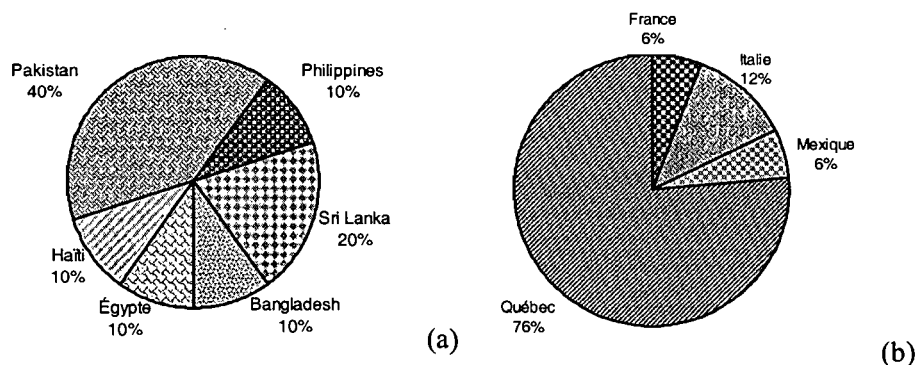 Pakistan
40%
Philippines
10%
Sri Lanka
20%
Haïti
10%
Égypte
10%
Bangladesh
10%
(a)
France
6%
Italie
12%
Mexique
6%
Québec
76%
(b)